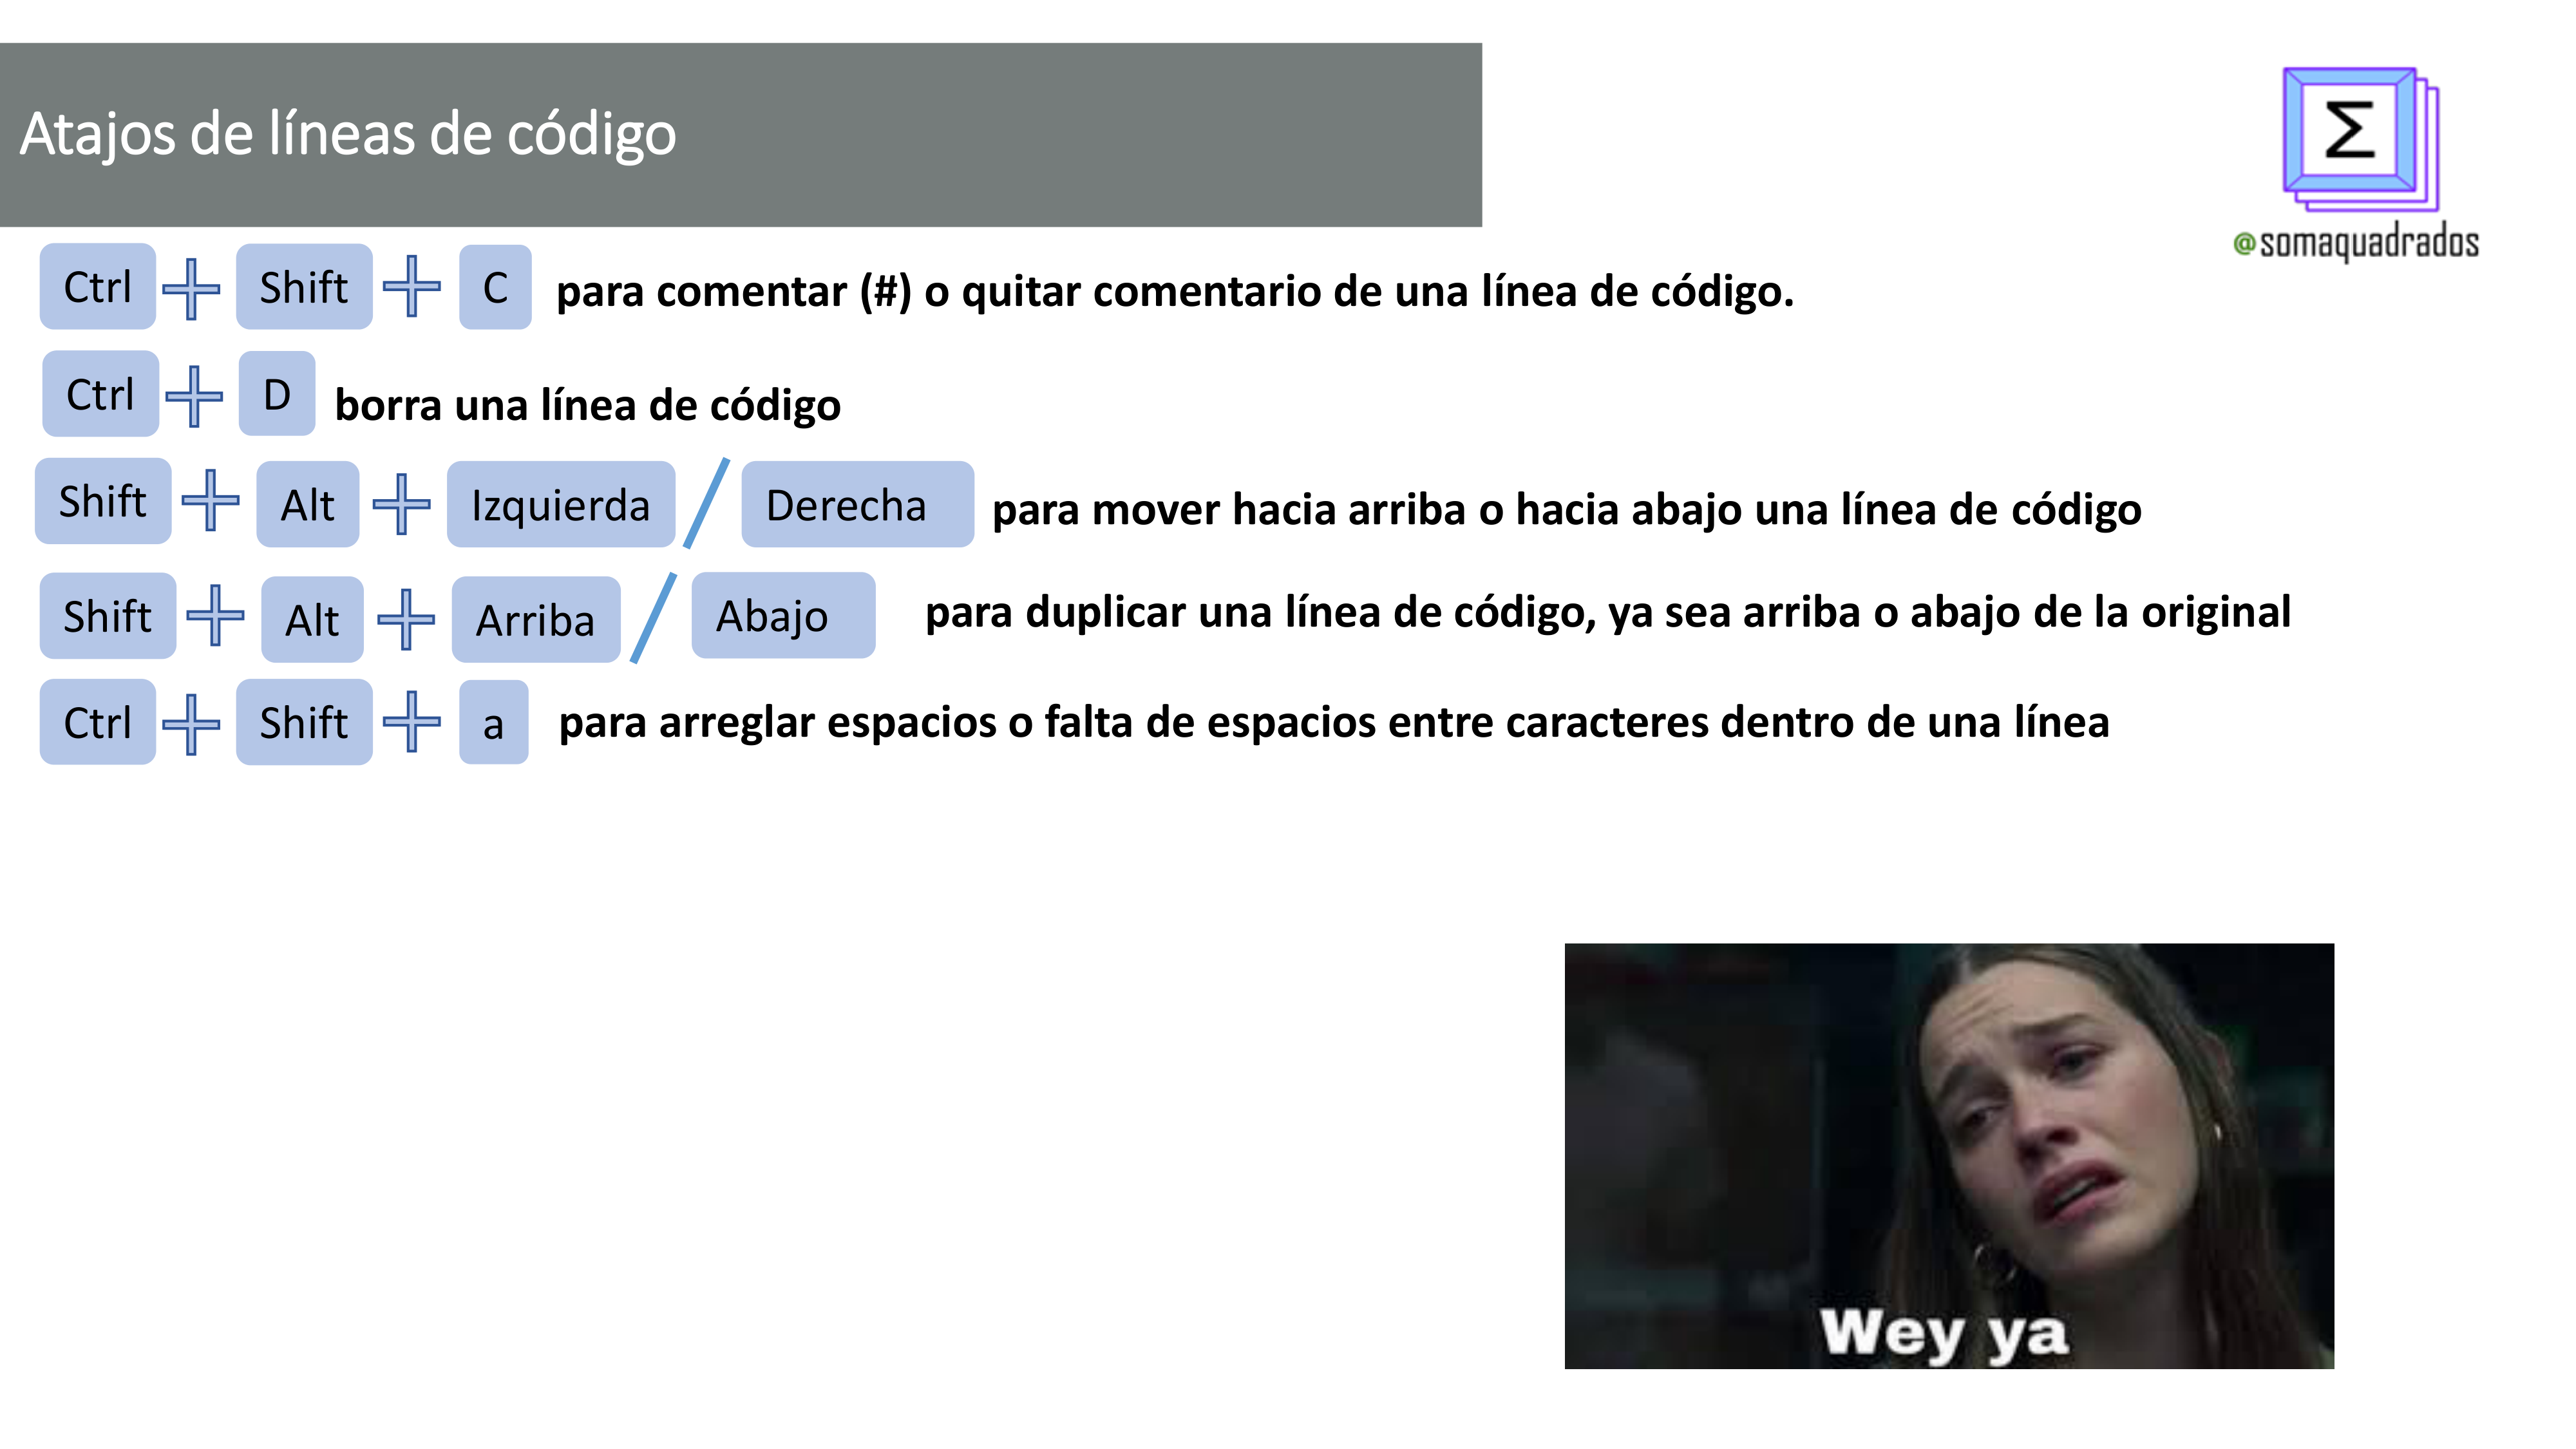 Atajos de líneas de código
Σ
@somaquadrados
Ctrl + Shift + C para comentar (#) o quitar comentario de una línea de código.
Ctrl + D borra una línea de código
Shift + Alt + Izquierda / Derecha para mover hacia arriba o hacia abajo una línea de código
Shift + Alt + Arriba / Abajo para duplicar una línea de código, ya sea arriba o abajo de la original
Ctrl + Shift + a para arreglar espacios o falta de espacios entre caracteres dentro de una línea
Wey ya